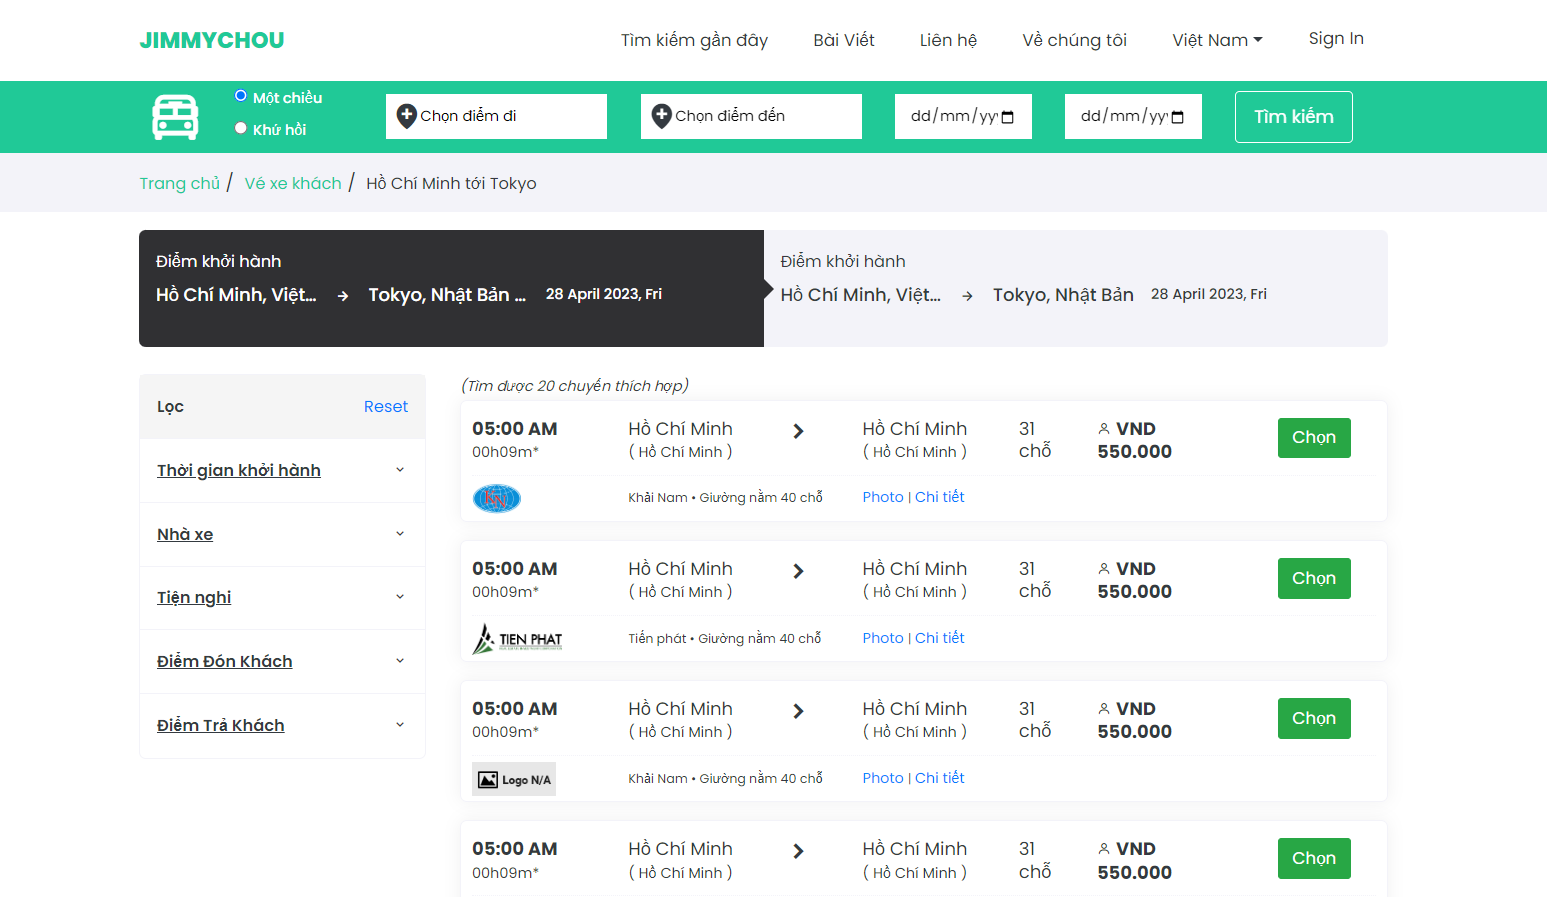 JIMMYCHOU
Tìm kiếm gần đây Bài Viết Liên hệ Về chúng tôi Việt Nam Sign In
Một chiều
Khứ hồi
Chọn điểm đi Chọn điểm đến dd/mm/yy dd/mm/yy Tìm kiếm
Trang chủ / Vé xe khách / Hồ Chí Minh tới Tokyo
Điểm khởi hành
Hồ Chí Minh, Việt... → Tokyo, Nhật Bản ... 28 April 2023, Fri
Điểm khởi hành
Hồ Chí Minh, Việt... → Tokyo, Nhật Bản 28 April 2023, Fri
Lọc Reset
Thời gian khởi hành
Nhà xe
Tiện nghi
Điểm Đón Khách
Điểm Trả Khách
(Tìm được 20 chuyến thích hợp)
05:00 AM Hồ Chí Minh Hồ Chí Minh 31 VND Chọn
00h09m* ( Hồ Chí Minh ) ( Hồ Chí Minh ) chỗ 550.000
Khải Nam • Giường nằm 40 chỗ Photo | Chi tiết
05:00 AM Hồ Chí Minh Hồ Chí Minh 31 VND Chọn
00h09m* ( Hồ Chí Minh ) ( Hồ Chí Minh ) chỗ 550.000
TIEN PHAT Tiến phát • Giường nằm 40 chỗ Photo | Chi tiết
05:00 AM Hồ Chí Minh Hồ Chí Minh 31 VND Chọn
00h09m* ( Hồ Chí Minh ) ( Hồ Chí Minh ) chỗ 550.000
Logo N/A Khải Nam • Giường nằm 40 chỗ Photo | Chi tiết
05:00 AM Hồ Chí Minh Hồ Chí Minh 31 VND Chọn
00h09m* ( Hồ Chí Minh ) ( Hồ Chí Minh ) chỗ 550.000